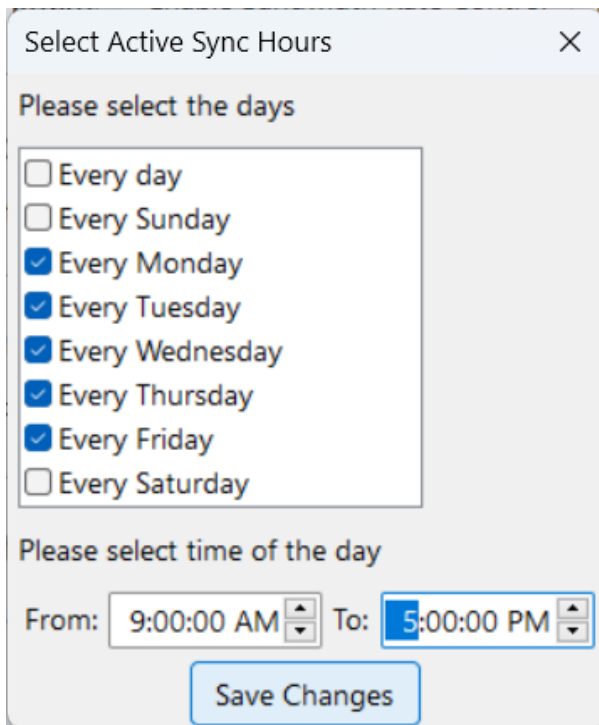 Select Active Sync Hours
Please select the days
Every day
Every Sunday
Every Monday
Every Tuesday
Every Wednesday
Every Thursday
Every Friday
Every Saturday
Please select time of the day
From: 9:00:00 AM To: 5:00:00 PM
Save Changes